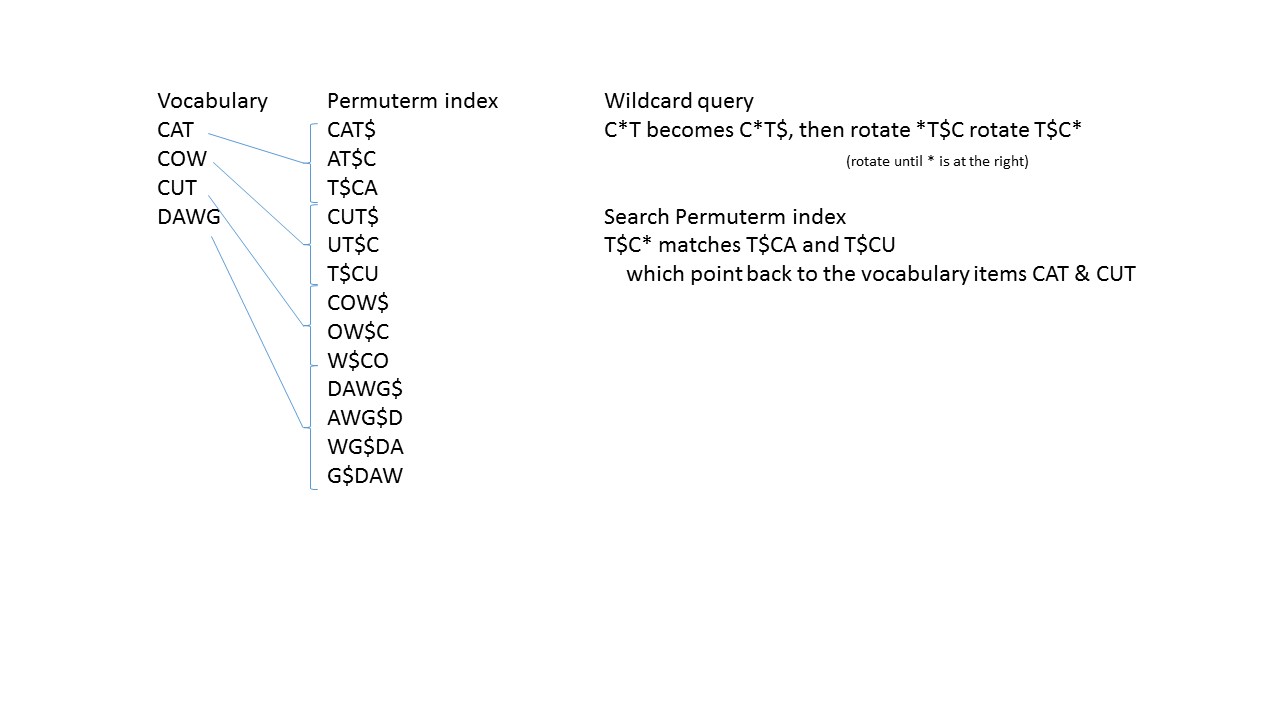 Vocabulary
CAT
COW
CUT
DAWG
Permuterm index
CAT$
AT$C
T$CA
CUT$
UT$C
T$CU
COW$
OW$C
W$CO
DAWG$
AWG$D
WG$DA
G$DAW
Wildcard query
C*T becomes C*T$, then rotate *T$C rotate T$C*
(rotate until * is at the right)
Search Permuterm index
T$C* matches T$CA and T$CU
which point back to the vocabulary items CAT & CUT